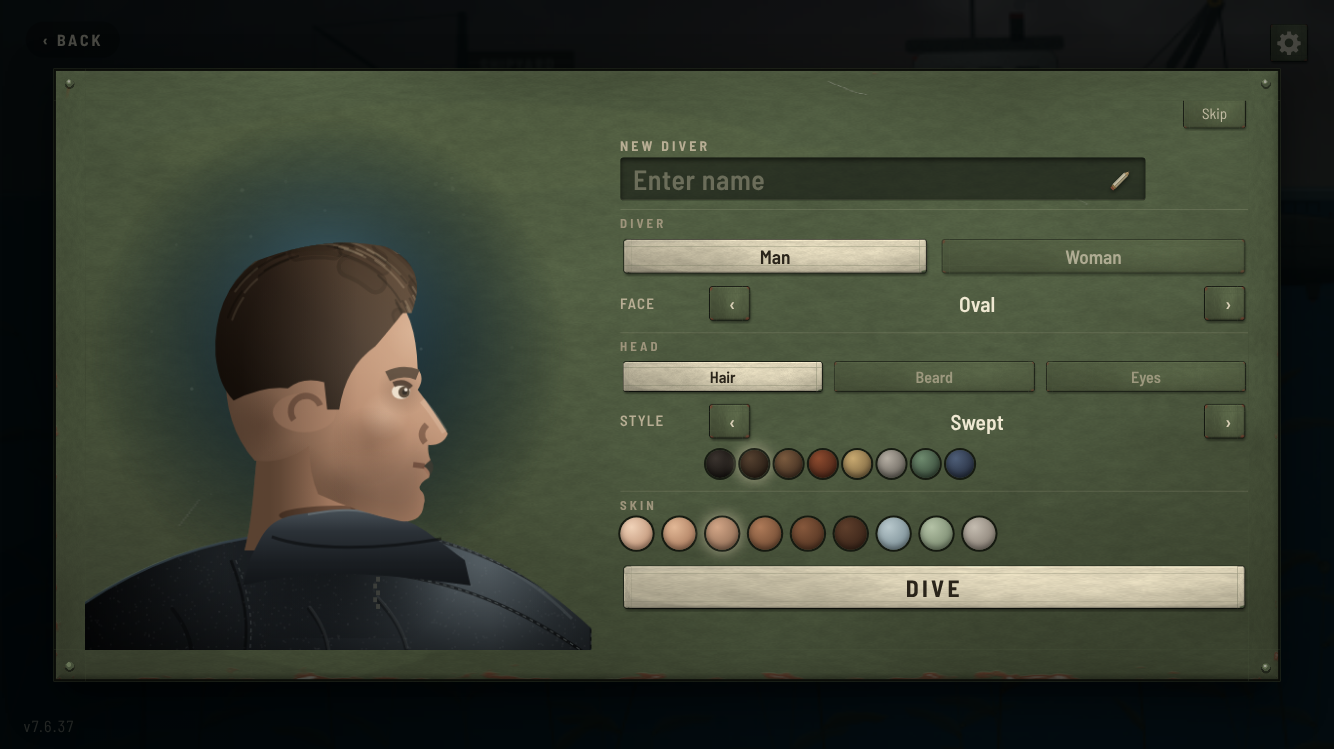 ‹ BACK
Skip
NEW DIVER
Enter name
DIVER
Man
Woman
FACE
‹
Oval
›
HEAD
Hair
Beard
Eyes
STYLE
‹
Swept
›
SKIN
DIVE
v7.6.37